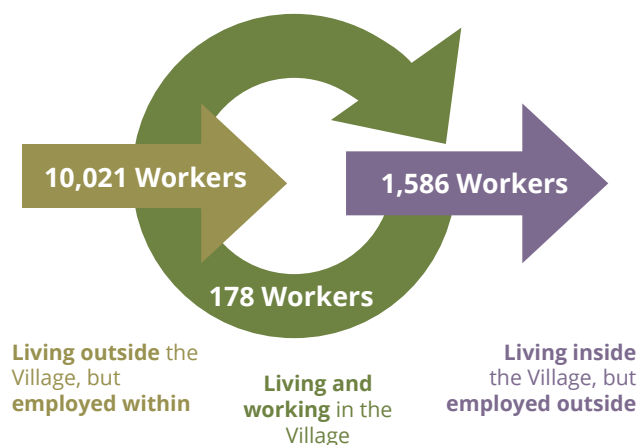 10,021 Workers
1,586 Workers
178 Workers
Living outside the
Village, but
employed within
Living and
working in the
Village
Living inside
the Village, but
employed outside